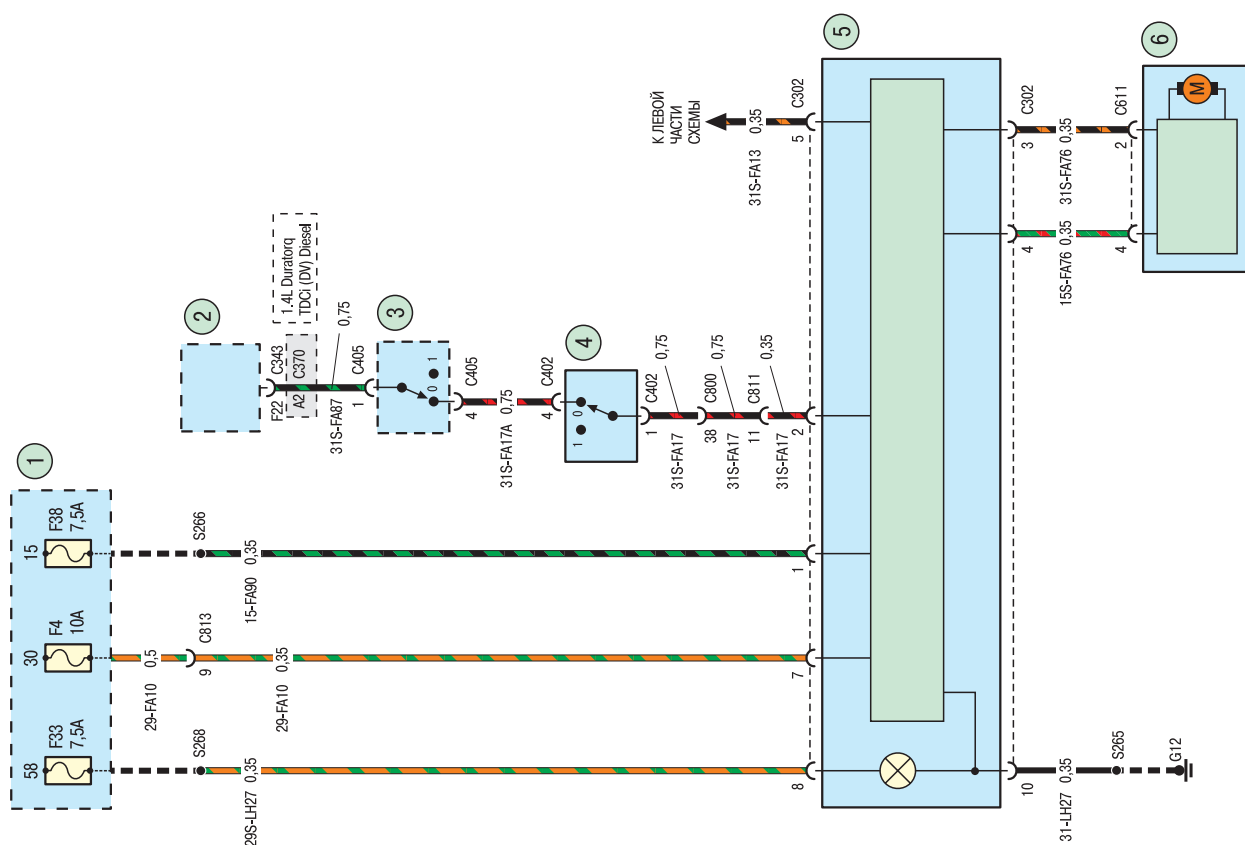 1
58
F33
7,5A
30
F4
10A
15
F38
7,5A
S268
29S-LH27 0,35
8
29-FA10 0,5
9
C813
29-FA10 0,35
7
S266
15-FA90 0,35
1
2
F22
C343
A2
C370
1.4L Duratorq
TDCi (DV) Diesel
31S-FA87
0,75
1
C405
3
0
1
4
C405
31S-FA17A 0,75
4
C402
4
1
0
1
C402
31S-FA17
0,75
38
C800
31S-FA17
0,75
11
C811
31S-FA17
0,35
2
К ЛЕВОЙ
ЧАСТИ
СХЕМЫ
31S-FA13 0,35
5
C302
5
10
31-LH27 0,35
S265
G12
4
15S-FA76 0,35
4
3
C302
31S-FA76 0,35
2
C611
6
M